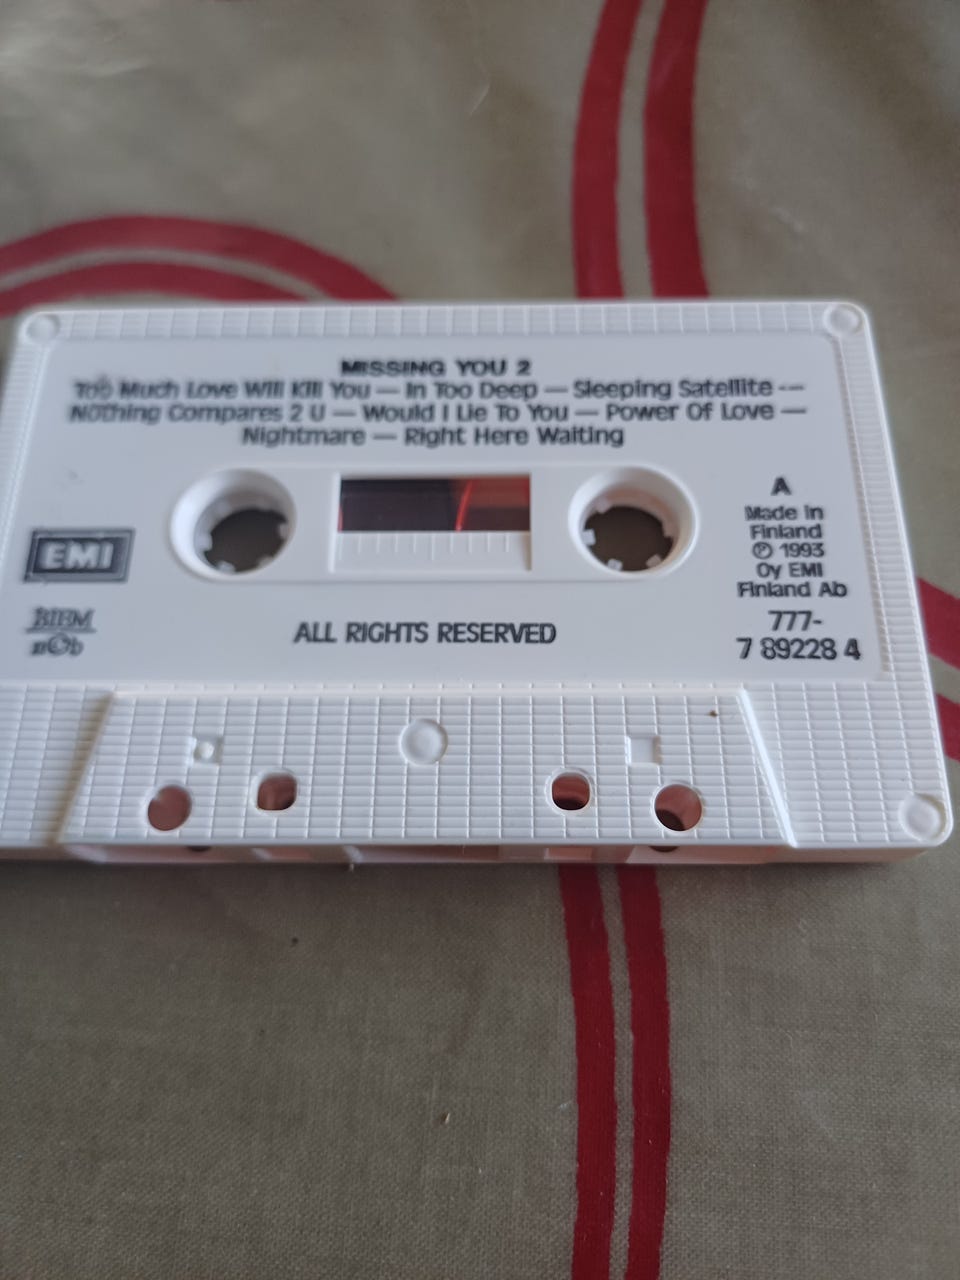 MISSING YOU 2
Too Much Love Will Kill You — In Too Deep — Sleeping Satellite —
Nothing Compares 2 U — Would I Lie To You — Power Of Love —
Nightmare — Right Here Waiting
A
Made in
Finland
℗ 1993
Oy EMI
Finland Ab
777-
7 89228 4
EMI
BIEM
n©b
ALL RIGHTS RESERVED